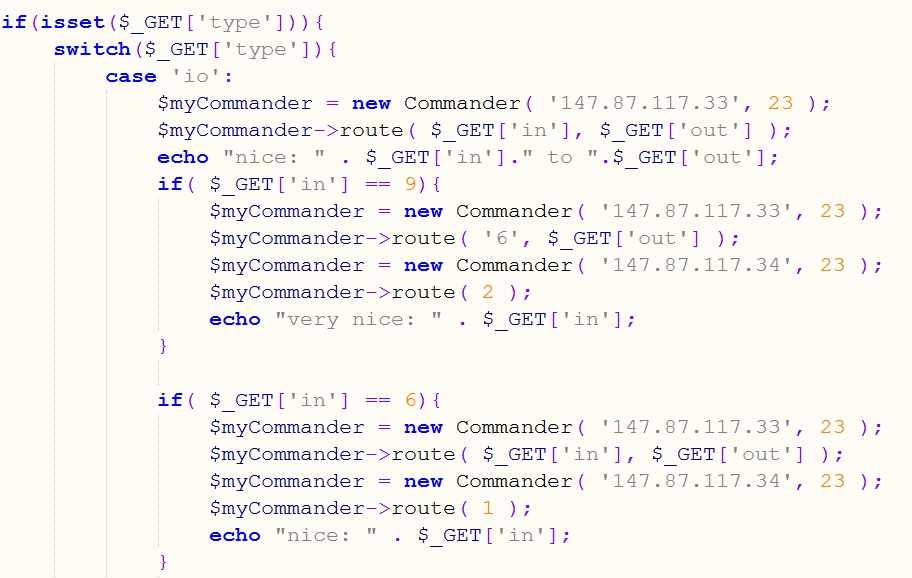 if(isset($_GET['type'])){
    switch($_GET['type']){
        case 'io':
            $myCommander = new Commander( '147.87.117.33', 23 );
            $myCommander->route( $_GET['in'], $_GET['out'] );
            echo "nice: " . $_GET['in']." to ".$_GET['out'];
            if( $_GET['in'] == 9){
                $myCommander = new Commander( '147.87.117.33', 23 );
                $myCommander->route( '6', $_GET['out'] );
                $myCommander = new Commander( '147.87.117.34', 23 );
                $myCommander->route( 2 );
                echo "very nice: " . $_GET['in'];
            }
            if( $_GET['in'] == 6){
                $myCommander = new Commander( '147.87.117.33', 23 );
                $myCommander->route( $_GET['in'], $_GET['out'] );
                $myCommander = new Commander( '147.87.117.34', 23 );
                $myCommander->route( 1 );
                echo "nice: " . $_GET['in'];
            }